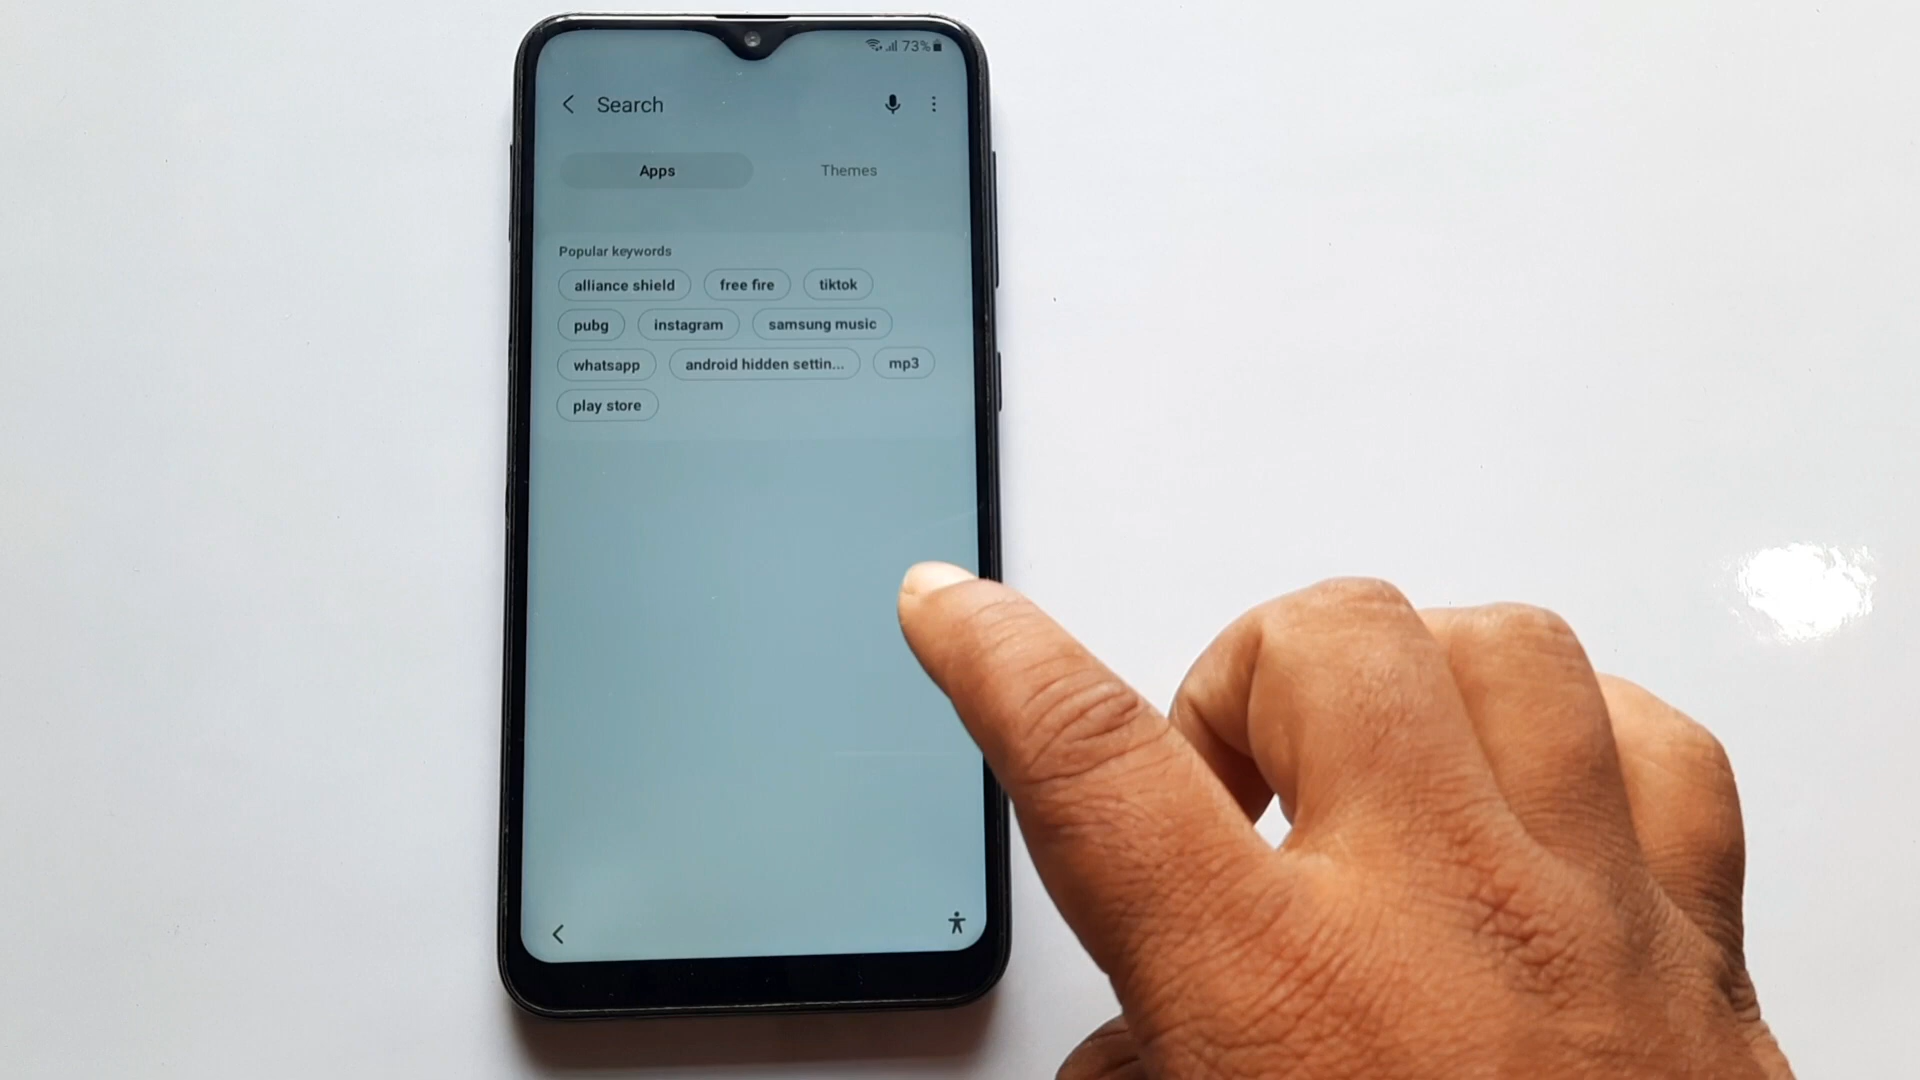 73%
Search
Apps Themes
Popular keywords
alliance shield free fire tiktok
pubg instagram samsung music
whatsapp android hidden settin... mp3
play store